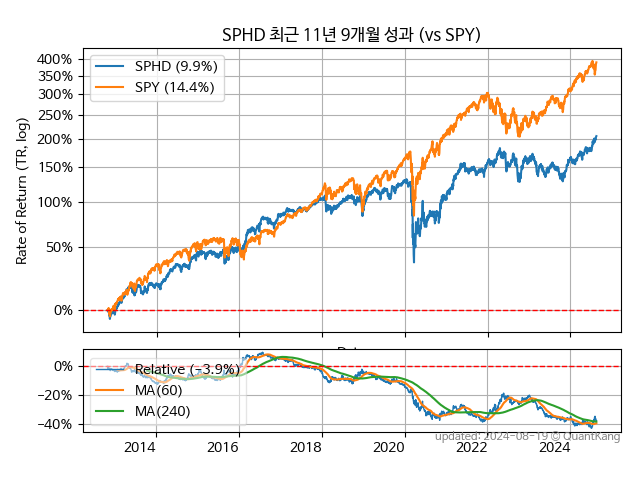 SPHD 최근 11년 9개월 성과 (vs SPY)
Rate of Return (TR, log)
400%
350%
300%
250%
200%
150%
100%
50%
0%
SPHD (9.9%)
SPY (14.4%)
0%
−20%
−40%
Relative (-3.9%)
MA(60)
MA(240)
2014 2016 2018 2020 2022 2024
updated: 2024-08-19 © QuantKang